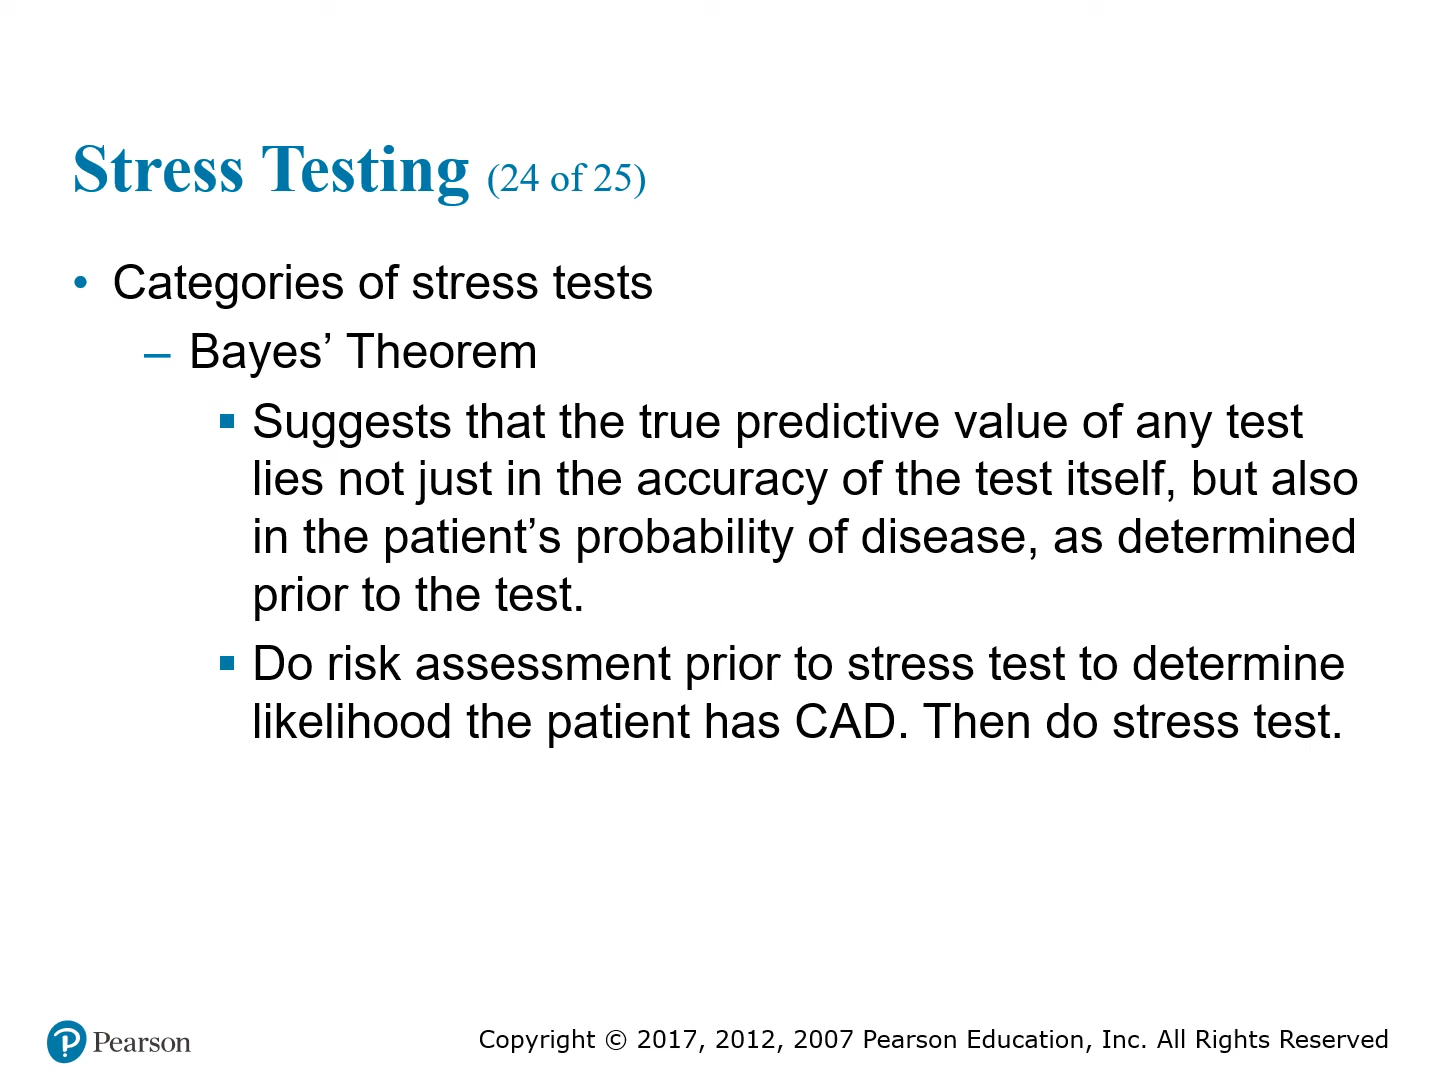 Stress Testing (24 of 25)
• Categories of stress tests
– Bayes’ Theorem
▪ Suggests that the true predictive value of any test
lies not just in the accuracy of the test itself, but also
in the patient’s probability of disease, as determined
prior to the test.
▪ Do risk assessment prior to stress test to determine
likelihood the patient has CAD. Then do stress test.
Pearson
Copyright © 2017, 2012, 2007 Pearson Education, Inc. All Rights Reserved